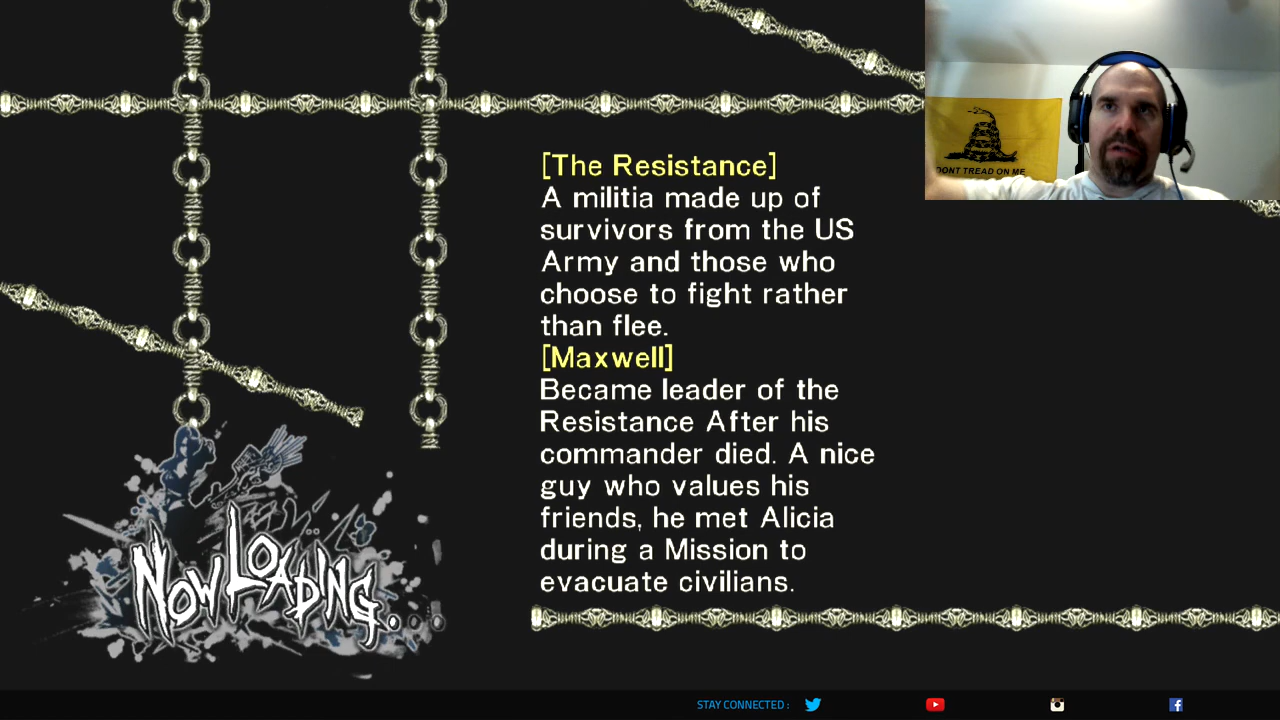 [The Resistance]
A militia made up of
survivors from the US
Army and those who
choose to fight rather
than flee.
[Maxwell]
Became leader of the
Resistance After his
commander died. A nice
guy who values his
friends, he met Alicia
during a Mission to
evacuate civilians.
DONT TREAD ON ME
NOW LOADING...
STAY CONNECTED :